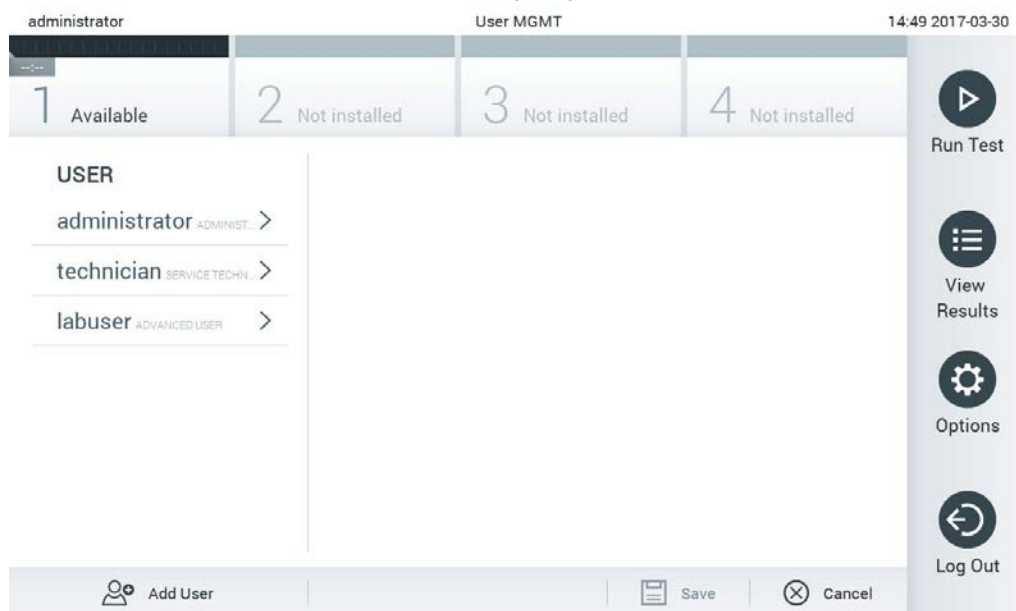 administrator User MGMT 14:49 2017-03-30
--:--
1 Available 2 Not installed 3 Not installed 4 Not installed
Run Test
USER
administrator ADMINIST... >
technician SERVICE TECHN... >
labuser ADVANCED USER >
View
Results
Options
Log Out
Add User Save Cancel